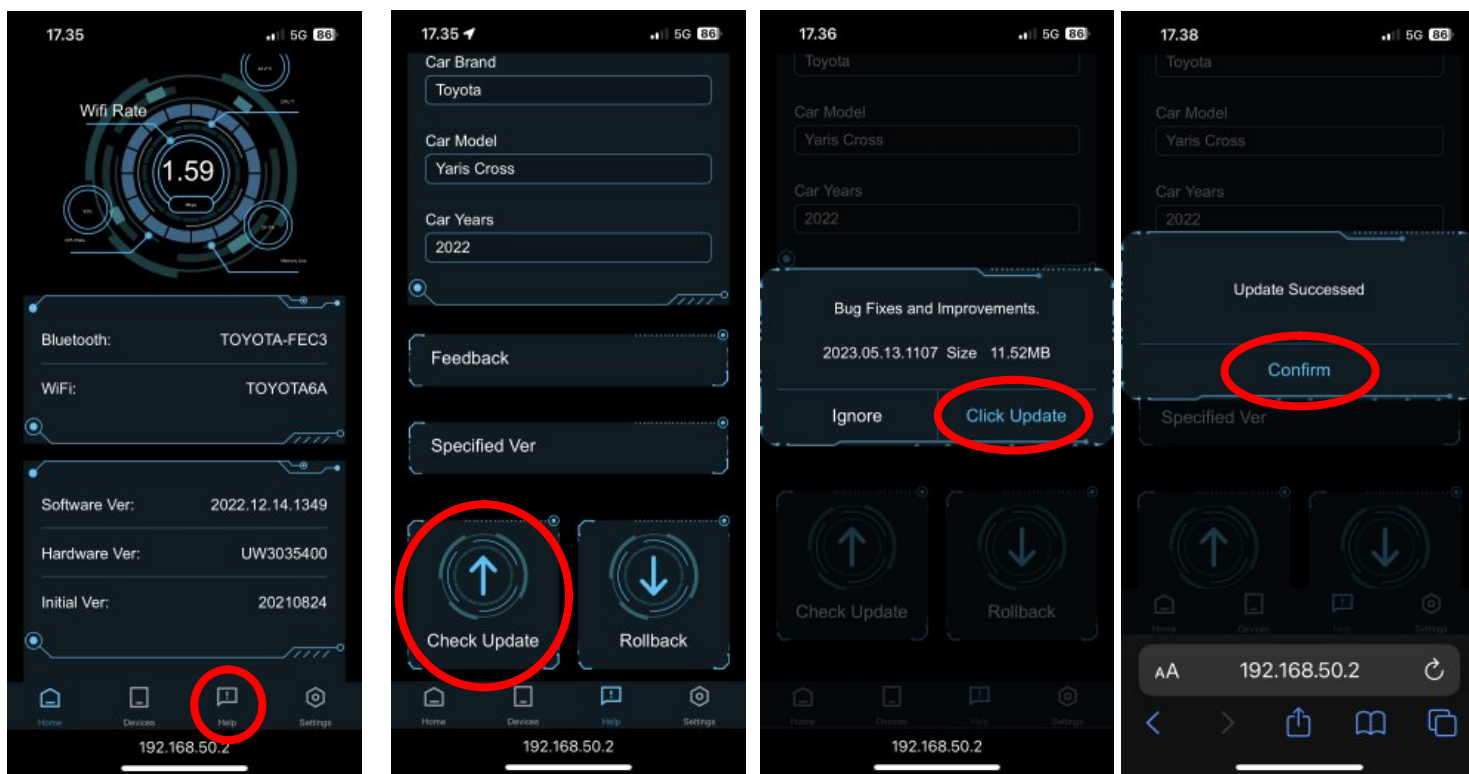 17.35
5G 86
Wifi Rate
1.59
Bluetooth: TOYOTA-FEC3
WiFi: TOYOTA6A
Software Ver: 2022.12.14.1349
Hardware Ver: UW3035400
Initial Ver: 20210824
Home Devices Help Settings
192.168.50.2
17.35
5G 86
Car Brand
Toyota
Car Model
Yaris Cross
Car Years
2022
Feedback
Specified Ver
Check Update Rollback
Home Devices Help Settings
192.168.50.2
17.36
5G 86
Toyota
Car Model
Yaris Cross
Car Years
2022
Bug Fixes and Improvements.
2023.05.13.1107 Size 11.52MB
Ignore Click Update
Check Update Rollback
Home Devices Help Settings
192.168.50.2
17.38
5G 86
Toyota
Car Model
Yaris Cross
Car Years
2022
Update Successed
Confirm
Specified Ver
Home Devices Help Settings
AA 192.168.50.2